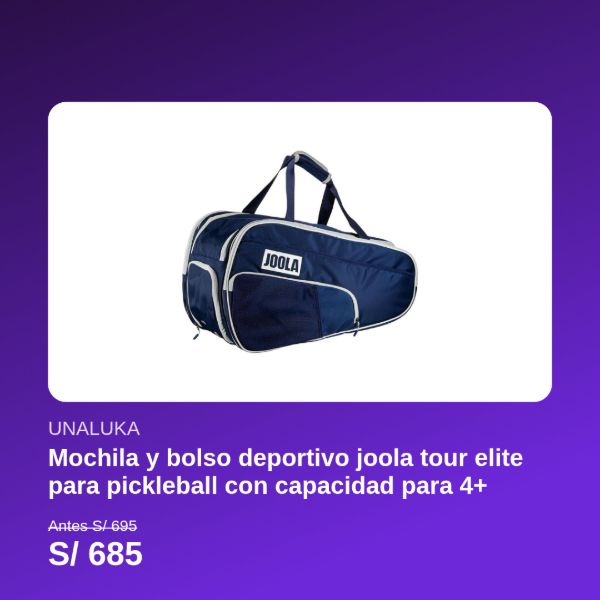 JOOLA
UNALUKA
Mochila y bolso deportivo joola tour elite
para pickleball con capacidad para 4+
Antes S/ 695
S/ 685